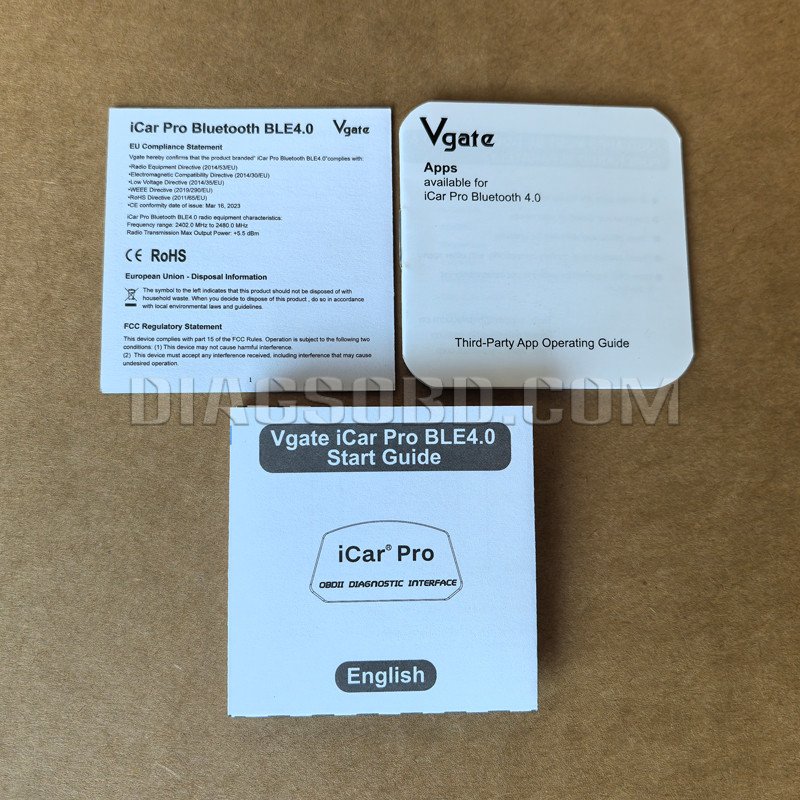 iCar Pro Bluetooth BLE4.0
Vgate
EU Compliance Statement
Vgate hereby confirms that the product branded" iCar Pro Bluetooth BLE4.0"complies with:
•Radio Equipment Directive (2014/53/EU)
•Electromagnetic Compatibility Directive (2014/30/EU)
•Low Voltage Directive (2014/35/EU)
•WEEE Directive (2019/290/EU)
•RoHS Directive (2011/65/EU)
•CE conformity date of issue: Mar 16, 2023
iCar Pro Bluetooth BLE4.0 radio equipment characteristics:
Frequency range: 2402.0 MHz to 2480.0 MHz
Radio Transmission Max Output Power: +5.5 dBm
CE RoHS
European Union - Disposal Information
The symbol to the left indicates that this product should not be disposed of with
household waste. When you decide to dispose of this product , do so in accordance
with local environmental laws and guidelines.
FCC Regulatory Statement
This device complies with part 15 of the FCC Rules. Operation is subject to the following two
conditions: (1) This device may not cause harmful interference.
(2) This device must accept any interference received, including interference that may cause
undesired operation.
1
Vgate
Apps
available for
iCar Pro Bluetooth 4.0
Third-Party App Operating Guide
DIAGSOBD.COM
Vgate iCar Pro BLE4.0
Start Guide
iCar® Pro
OBDII DIAGNOSTIC INTERFACE
English